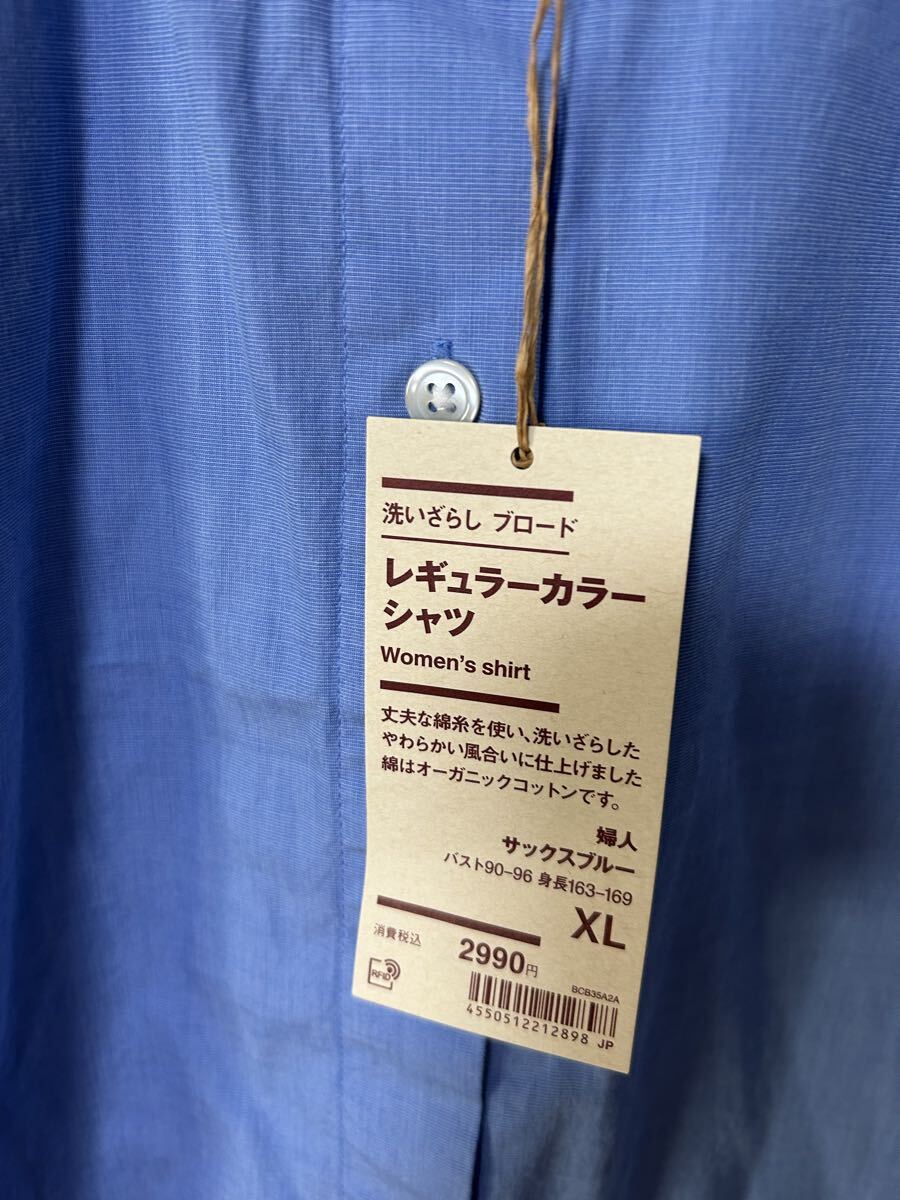 洗いざらし ブロード
レギュラーカラー
シャツ
Women's shirt
丈夫な綿糸を使い、洗いざらした
やわらかい風合いに仕上げました
綿はオーガニックコットンです。
婦人
サックスブルー
バスト90-96 身長163-169
XL
消費税込
2990円
RFID
BCB35A2A
4550512212898 JP